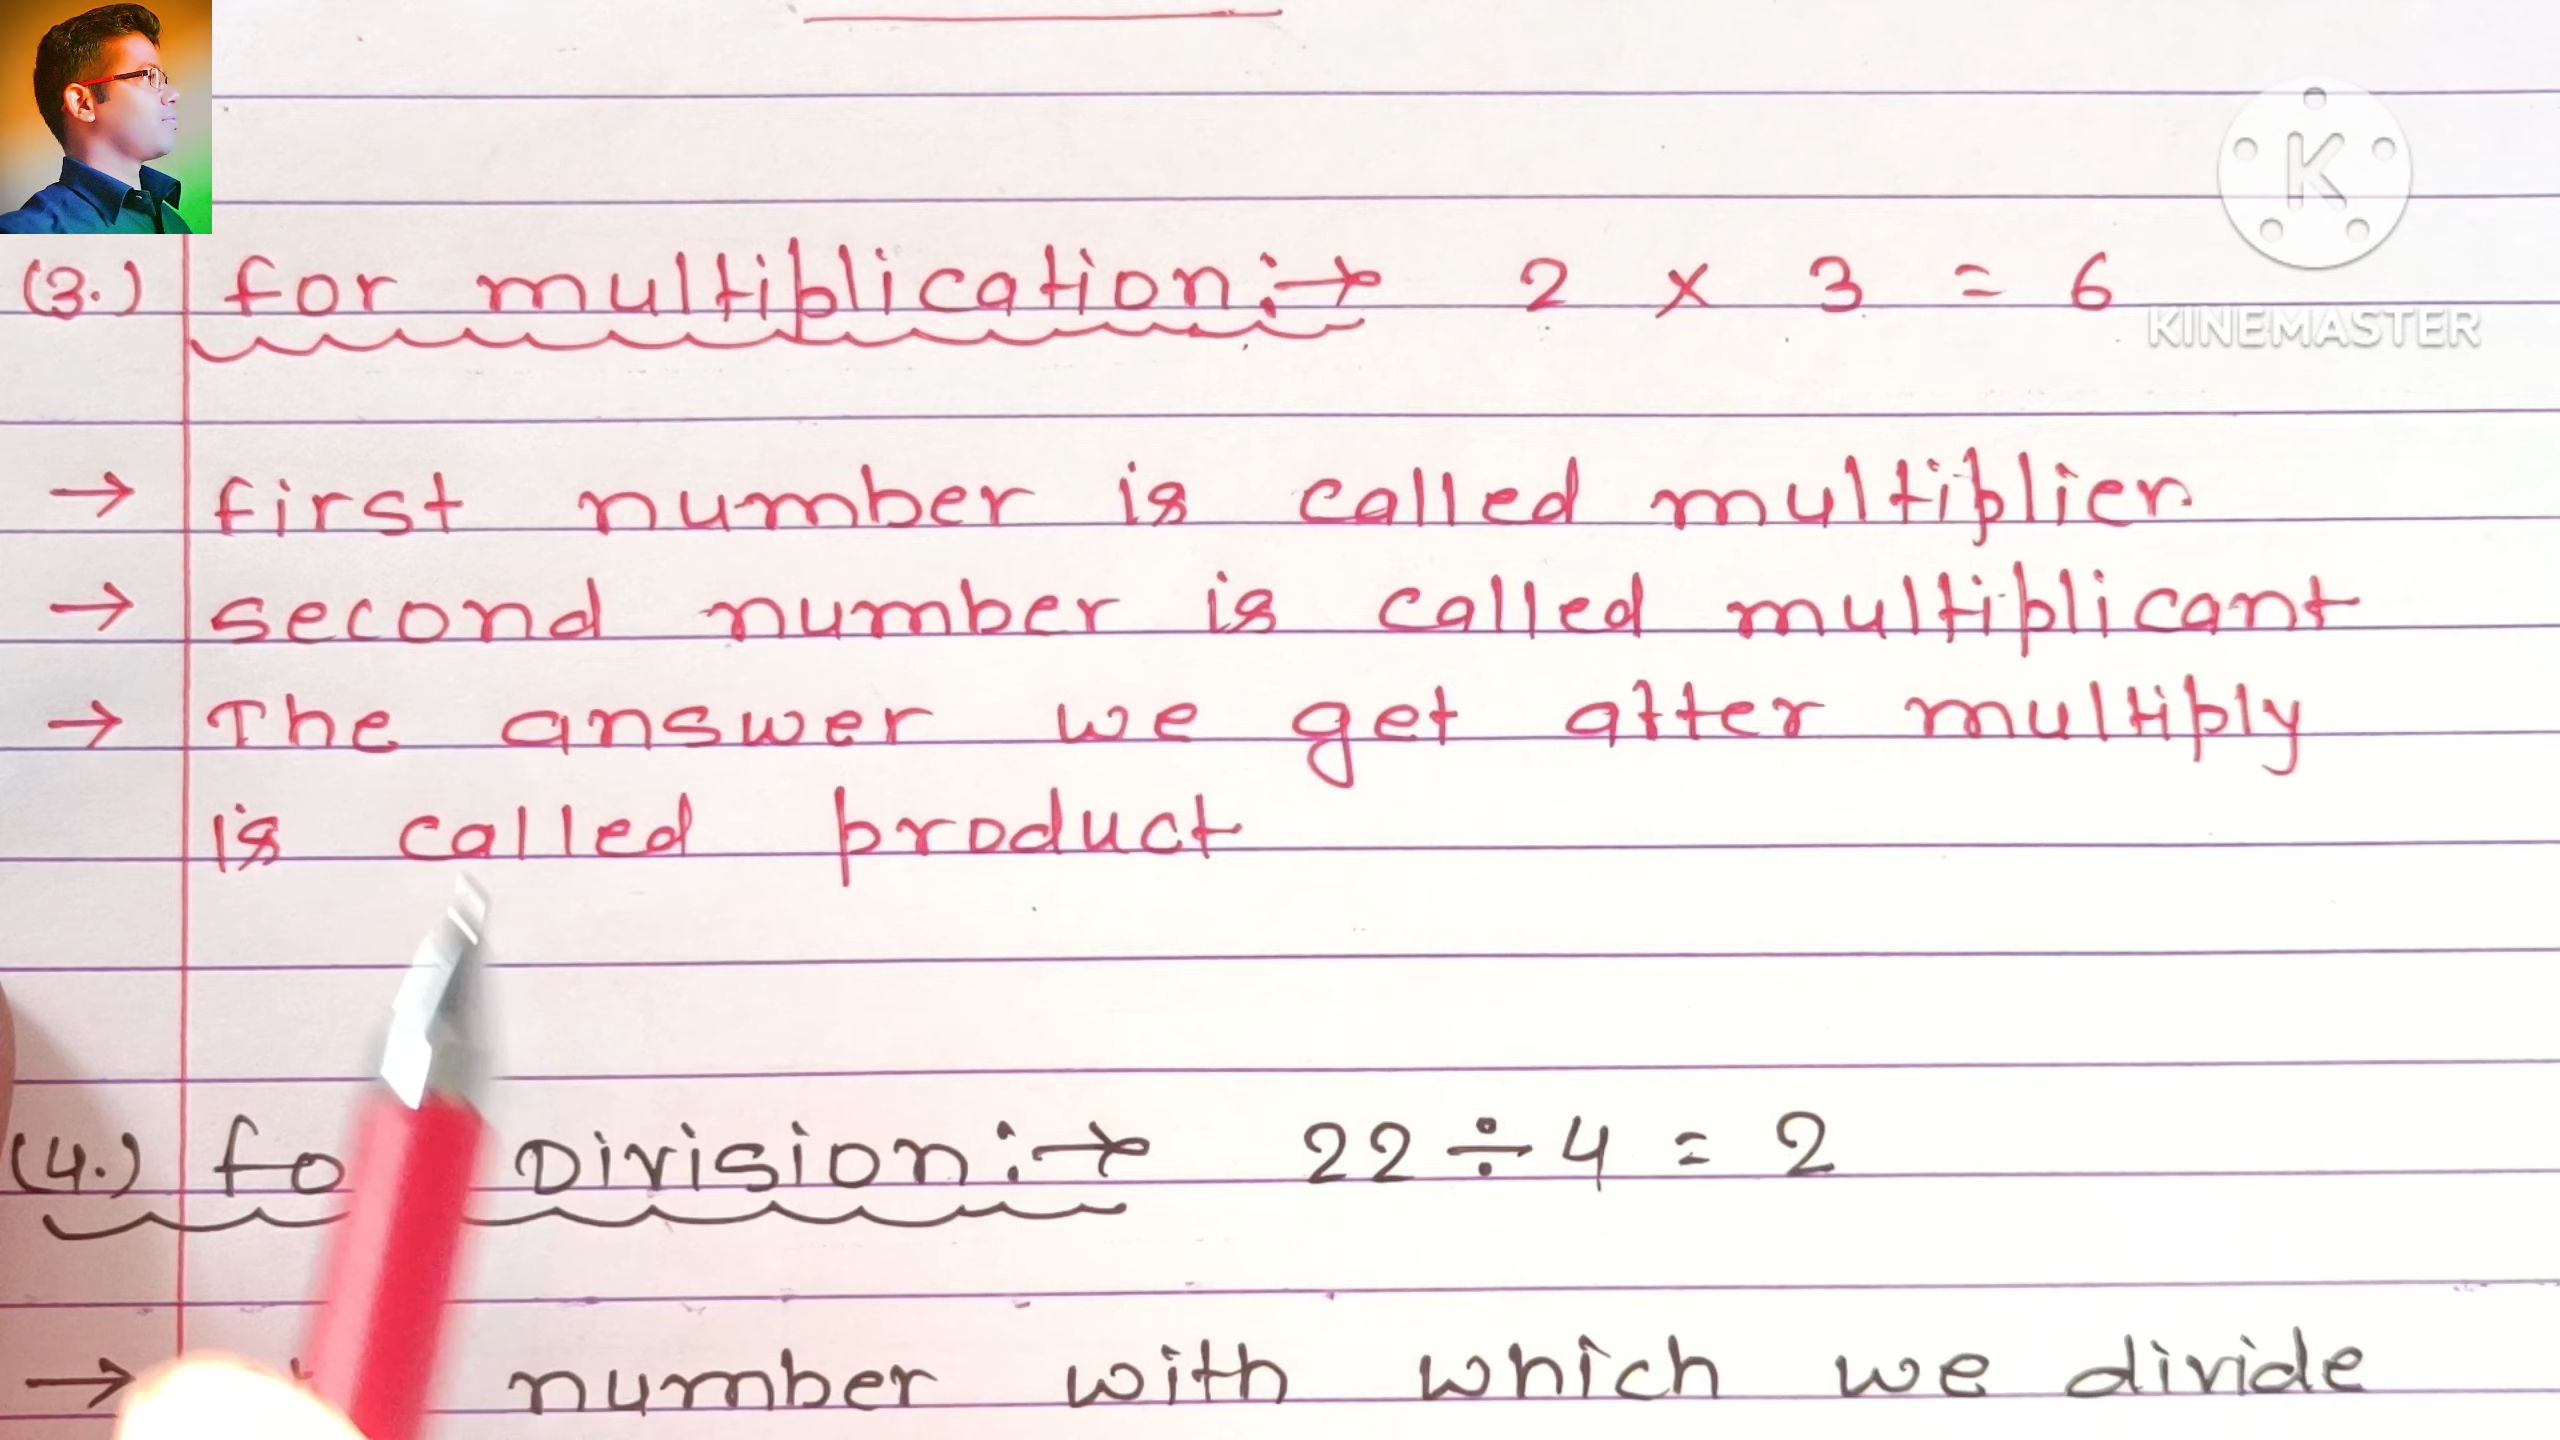 (3.) for multiplication:→ 2 × 3 = 6
KINEMASTER
→ first number is called multiplier
→ second number is called multiplicant
→ The answer we get after multiply
is called product
(4.) fo Division:→ 22 ÷ 4 = 2
→ number with which we divide